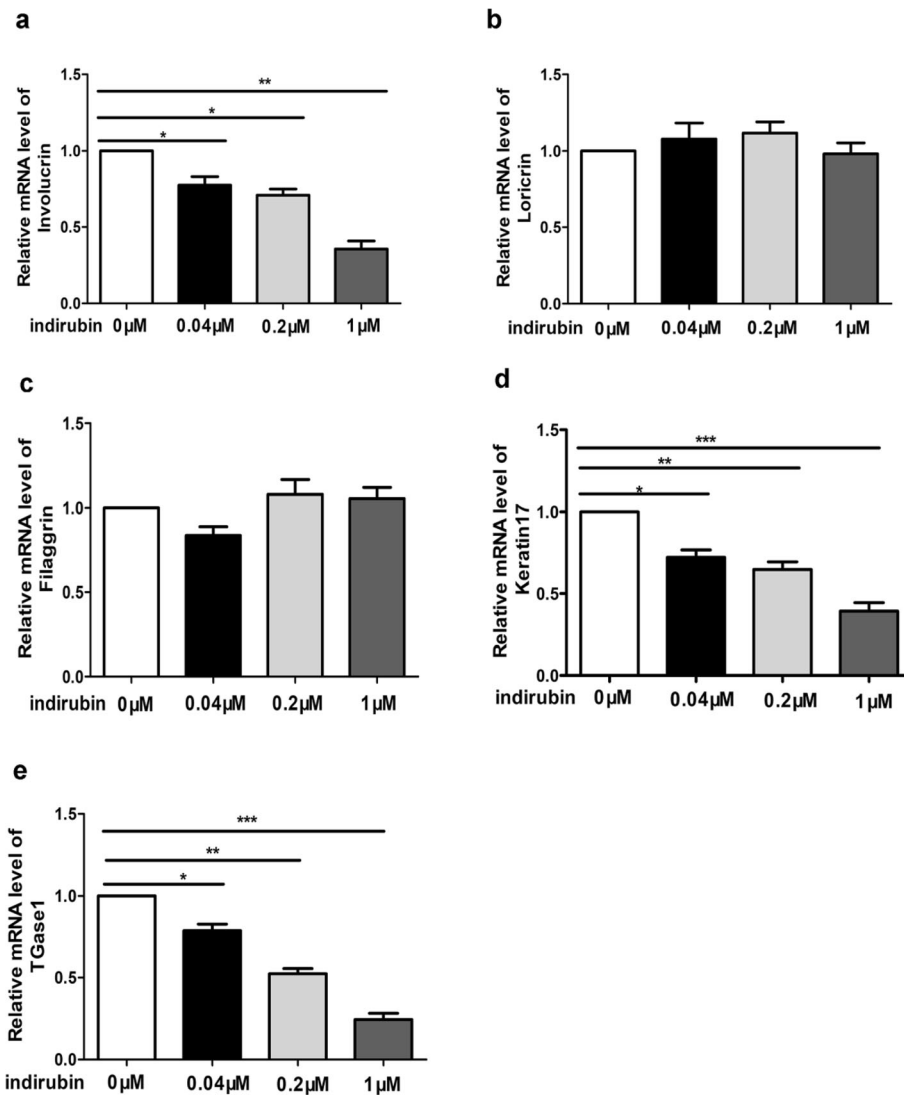 a
Relative mRNA level of
Involucrin
1.5
1.0
0.5
0.0
**
*
*
indirubin 0μM 0.04μM 0.2μM 1μM
b
Relative mRNA level of
Loricrin
1.5
1.0
0.5
0.0
indirubin 0μM 0.04μM 0.2μM 1μM
c
Relative mRNA level of
Filaggrin
1.5
1.0
0.5
0.0
indirubin 0μM 0.04μM 0.2μM 1μM
d
Relative mRNA level of
Keratin17
1.5
1.0
0.5
0.0
***
**
*
indirubin 0μM 0.04μM 0.2μM 1μM
e
Relative mRNA level of
TGase1
1.5
1.0
0.5
0.0
***
**
*
indirubin 0μM 0.04μM 0.2μM 1μM